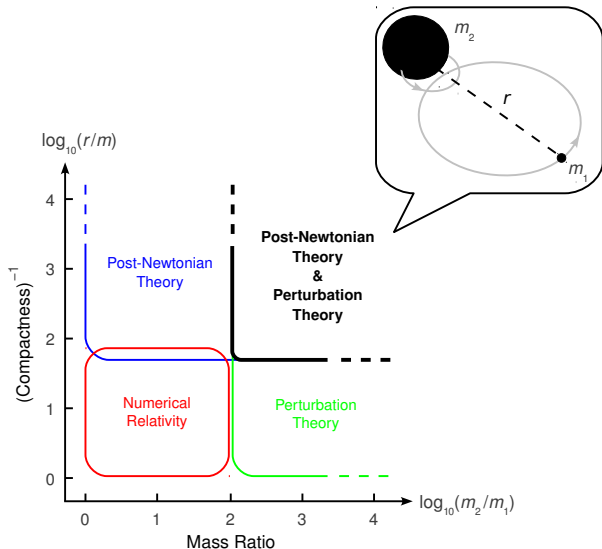 m₂
r
m₁
log₁₀(r/m)
4
3
2
1
0
(Compactness)⁻¹
Post-Newtonian
Theory
Post-Newtonian
Theory
&
Perturbation
Theory
Numerical
Relativity
Perturbation
Theory
0
1
2
3
4
log₁₀(m₂/m₁)
Mass Ratio